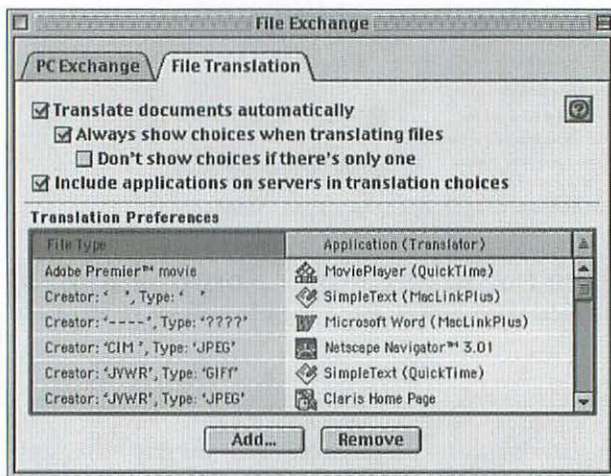 File Exchange
PC Exchange File Translation
Translate documents automatically
Always show choices when translating files
Don't show choices if there's only one
Include applications on servers in translation choices
Translation Preferences
File Type Application (Translator)
Adobe Premier™ movie MoviePlayer (QuickTime)
Creator: ‘    ’, Type: ‘    ’ SimpleText (MacLinkPlus)
Creator: ‘----’, Type: ‘????’ Microsoft Word (MacLinkPlus)
Creator: ‘CIM ’, Type: ‘JPEG’ Netscape Navigator™ 3.01
Creator: ‘JVWR’, Type: ‘GIFf’ SimpleText (QuickTime)
Creator: ‘JVWR’, Type: ‘JPEG’ Claris Home Page
Add... Remove